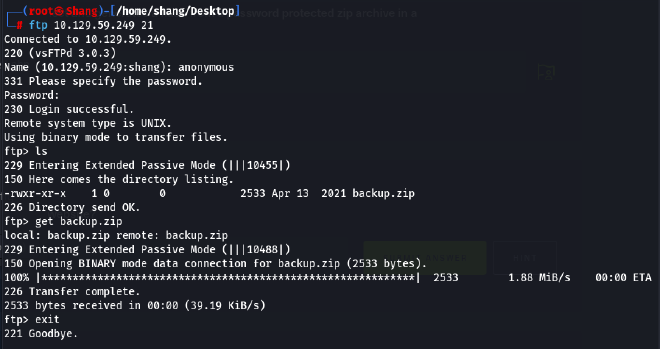 ┌──(root㉿Shang)-[/home/shang/Desktop]
└─# ftp 10.129.59.249 21
Connected to 10.129.59.249.
220 (vsFTPd 3.0.3)
Name (10.129.59.249:shang): anonymous
331 Please specify the password.
Password:
230 Login successful.
Remote system type is UNIX.
Using binary mode to transfer files.
ftp> ls
229 Entering Extended Passive Mode (|||10455|)
150 Here comes the directory listing.
-rwxr-xr-x    1 0        0            2533 Apr 13  2021 backup.zip
226 Directory send OK.
ftp> get backup.zip
local: backup.zip remote: backup.zip
229 Entering Extended Passive Mode (|||10488|)
150 Opening BINARY mode data connection for backup.zip (2533 bytes).
100% |*************************************************************|  2533        1.88 MiB/s    00:00 ETA
226 Transfer complete.
2533 bytes received in 00:00 (39.19 KiB/s)
ftp> exit
221 Goodbye.